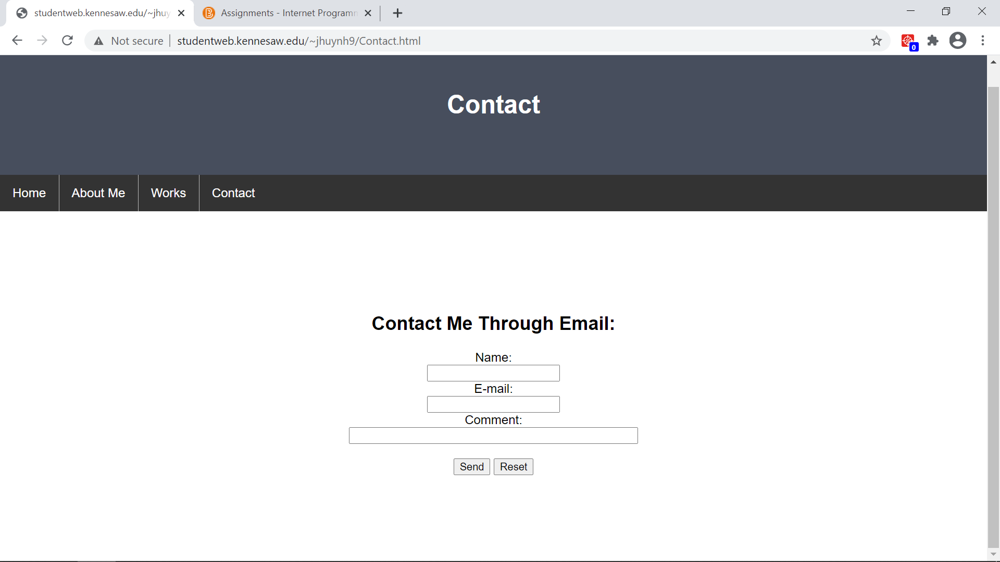 studentweb.kennesaw.edu/~jhuy
Assignments - Internet Programm
Not secure
studentweb.kennesaw.edu/~jhuynh9/Contact.html
0
Contact
Home
About Me
Works
Contact
Contact Me Through Email:
Name:
E-mail:
Comment:
Send
Reset